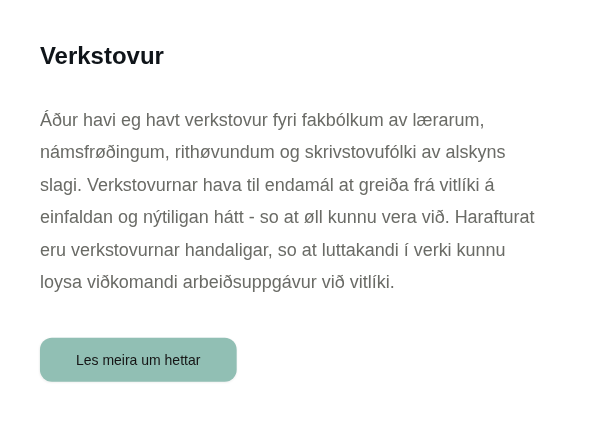 Verkstovur
Áður havi eg havt verkstovur fyri fakbólkum av lærarum,
námsfrøðingum, rithøvundum og skrivstovufólki av alskyns
slagi. Verkstovurnar hava til endamál at greiða frá vitlíki á
einfaldan og nýtiligan hátt - so at øll kunnu vera við. Harafturat
eru verkstovurnar handaligar, so at luttakandi í verki kunnu
loysa viðkomandi arbeiðsuppgávur við vitlíki.
Les meira um hettar